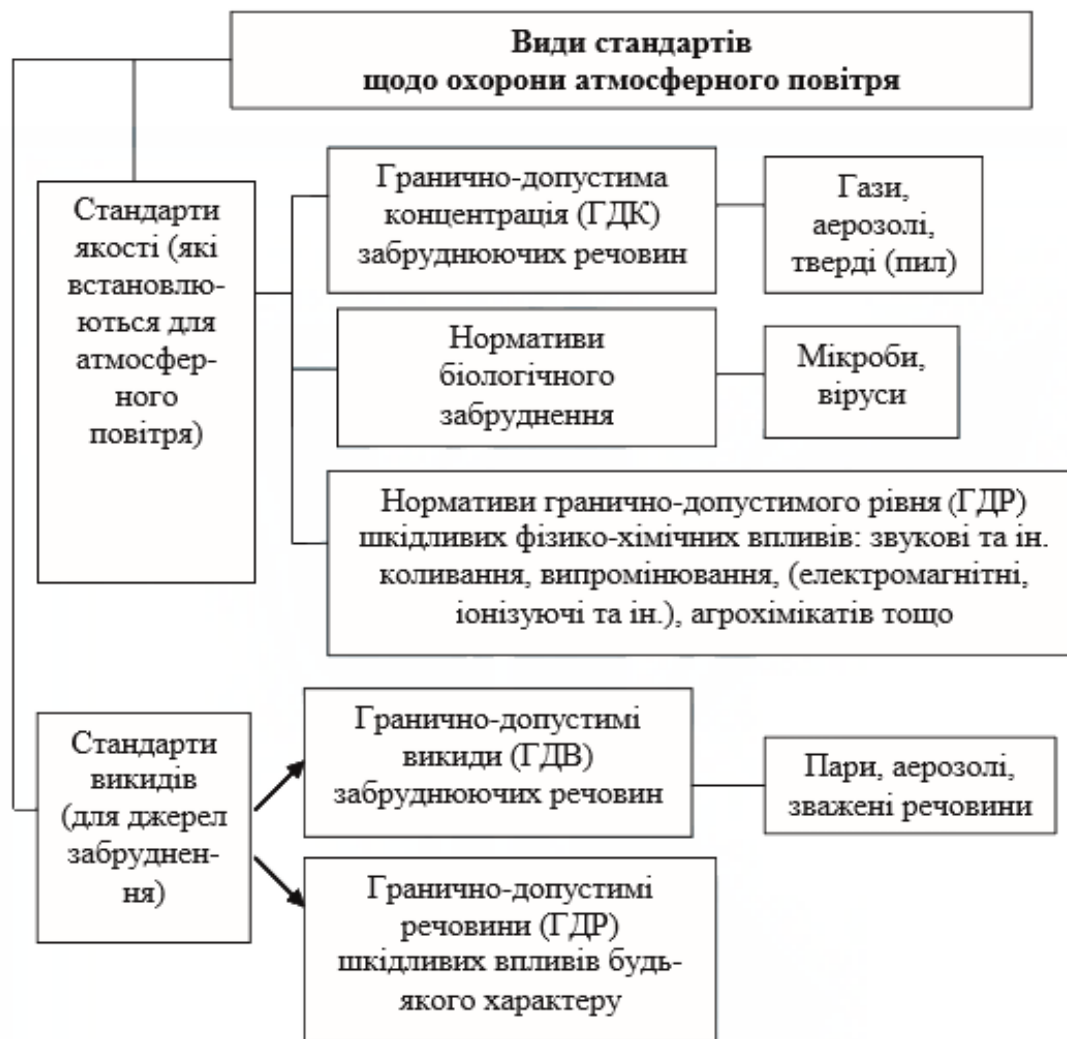 Види стандартів
щодо охорони атмосферного повітря
Стандарти
якості (які
встановлю-
ються для
атмосфер-
ного
повітря)
Гранично-допустима
концентрація (ГДК)
забруднюючих речовин
Гази,
аерозолі,
тверді (пил)
Нормативи
біологічного
забруднення
Мікроби,
віруси
Нормативи гранично-допустимого рівня (ГДР)
шкідливих фізико-хімічних впливів: звукові та ін.
коливання, випромінювання, (електромагнітні,
іонізуючі та ін.), агрохімікатів тощо
Стандарти
викидів
(для джерел
забруднен-
ня)
Гранично-допустимі
викиди (ГДВ)
забруднюючих речовин
Пари, аерозолі,
зважені речовини
Гранично-допустимі
речовини (ГДР)
шкідливих впливів будь-
якого характеру